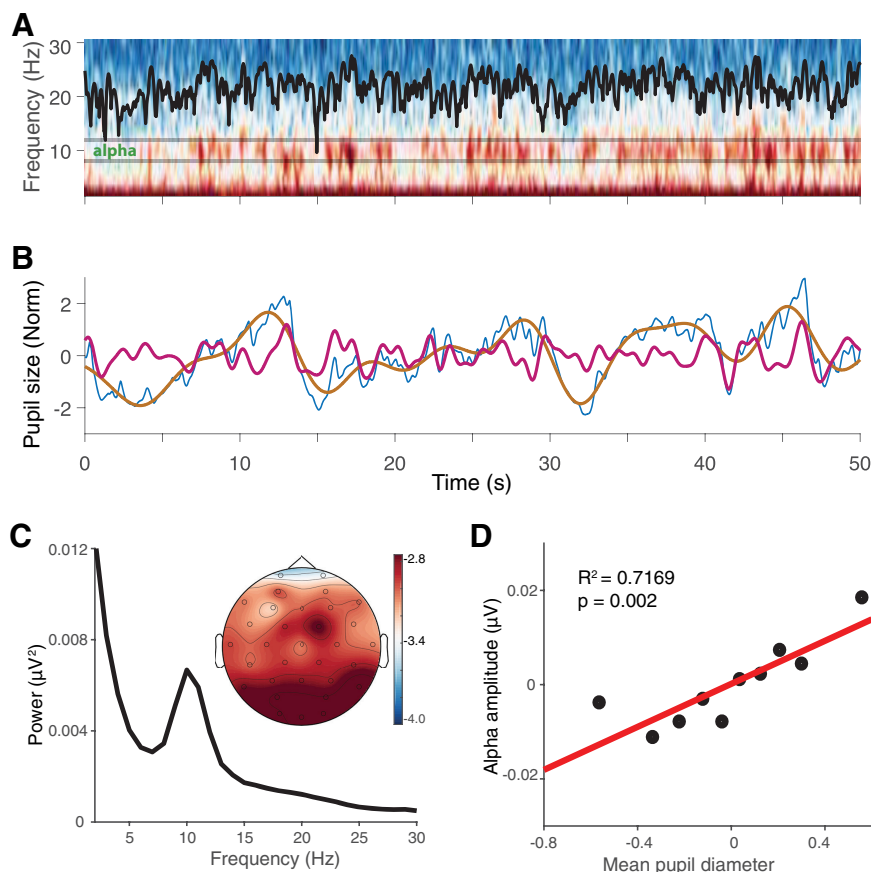 A
Frequency (Hz)
30
20
10
alpha
B
Pupil size (Norm)
2
0
-2
0
10
20
30
40
50
Time (s)
C
Power (µV²)
0.012
0.008
0.004
0
5
10
15
20
25
30
Frequency (Hz)
-2.8
-3.4
-4.0
D
R² = 0.7169
p = 0.002
Alpha amplitude (µV)
0.02
0
-0.02
-0.8
-0.4
0
0.4
Mean pupil diameter